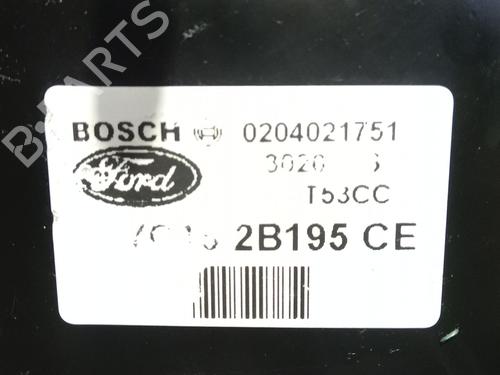 B-PARTS
BOSCH 0204021751
Ford
T53CC
2B195 CE